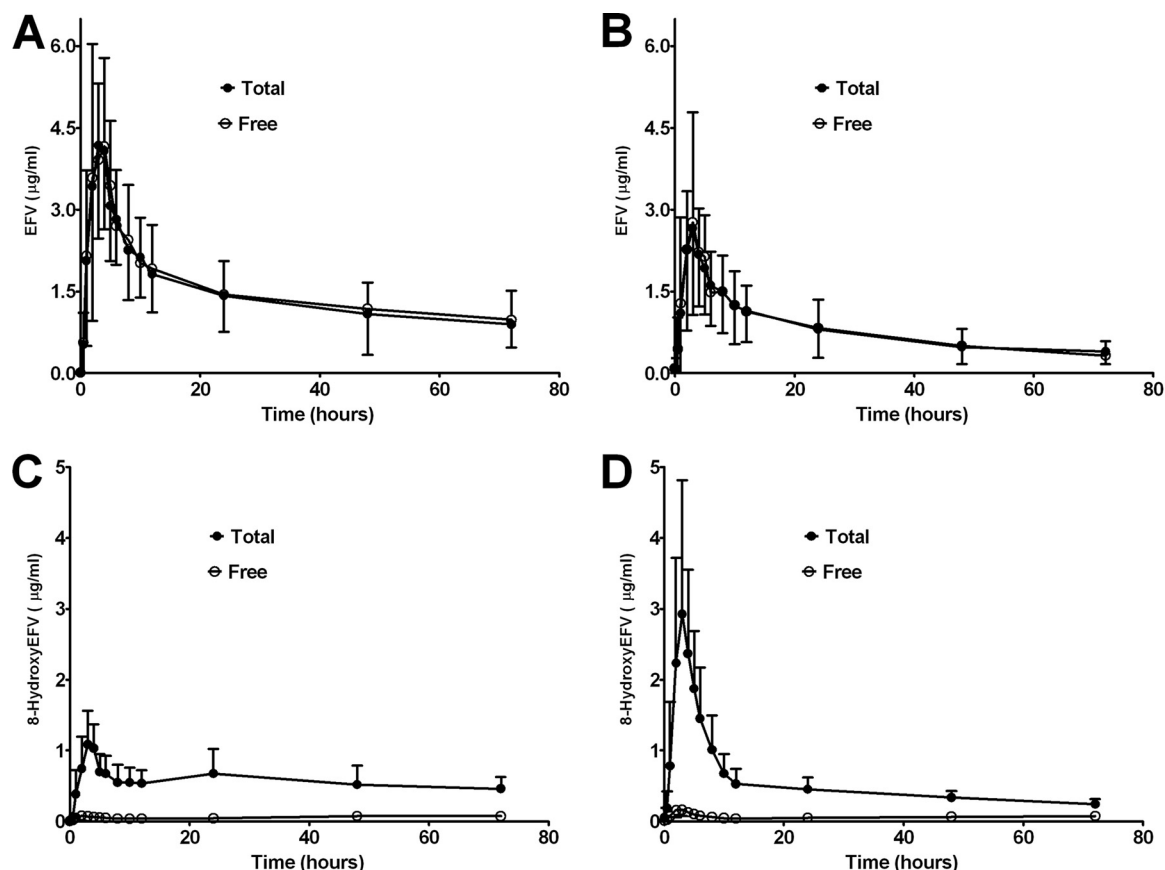 A
EFV (µg/ml)
6.0
4.5
3.0
1.5
0.0
Total
Free
0
20
40
60
80
Time (hours)
B
EFV (µg/ml)
6.0
4.5
3.0
1.5
0.0
Total
Free
0
20
40
60
80
Time (hours)
C
8-HydroxyEFV ( µg/ml)
5
4
3
2
1
0
Total
Free
0
20
40
60
80
Time (hours)
D
8-HydroxyEFV ( µg/ml)
5
4
3
2
1
0
Total
Free
0
20
40
60
80
Time (hours)